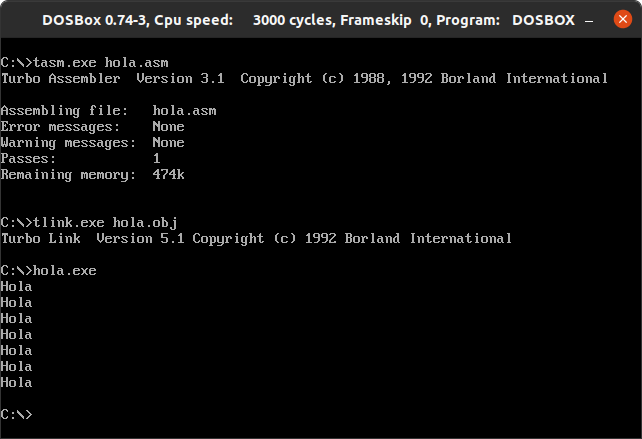 DOSBox 0.74-3, Cpu speed:    3000 cycles, Frameskip  0, Program:   DOSBOX
C:\>tasm.exe hola.asm
Turbo Assembler  Version 3.1  Copyright (c) 1988, 1992 Borland International
Assembling file:   hola.asm
Error messages:    None
Warning messages:  None
Passes:            1
Remaining memory:  474k
C:\>tlink.exe hola.obj
Turbo Link  Version 5.1 Copyright (c) 1992 Borland International
C:\>hola.exe
Hola
Hola
Hola
Hola
Hola
Hola
Hola
C:\>